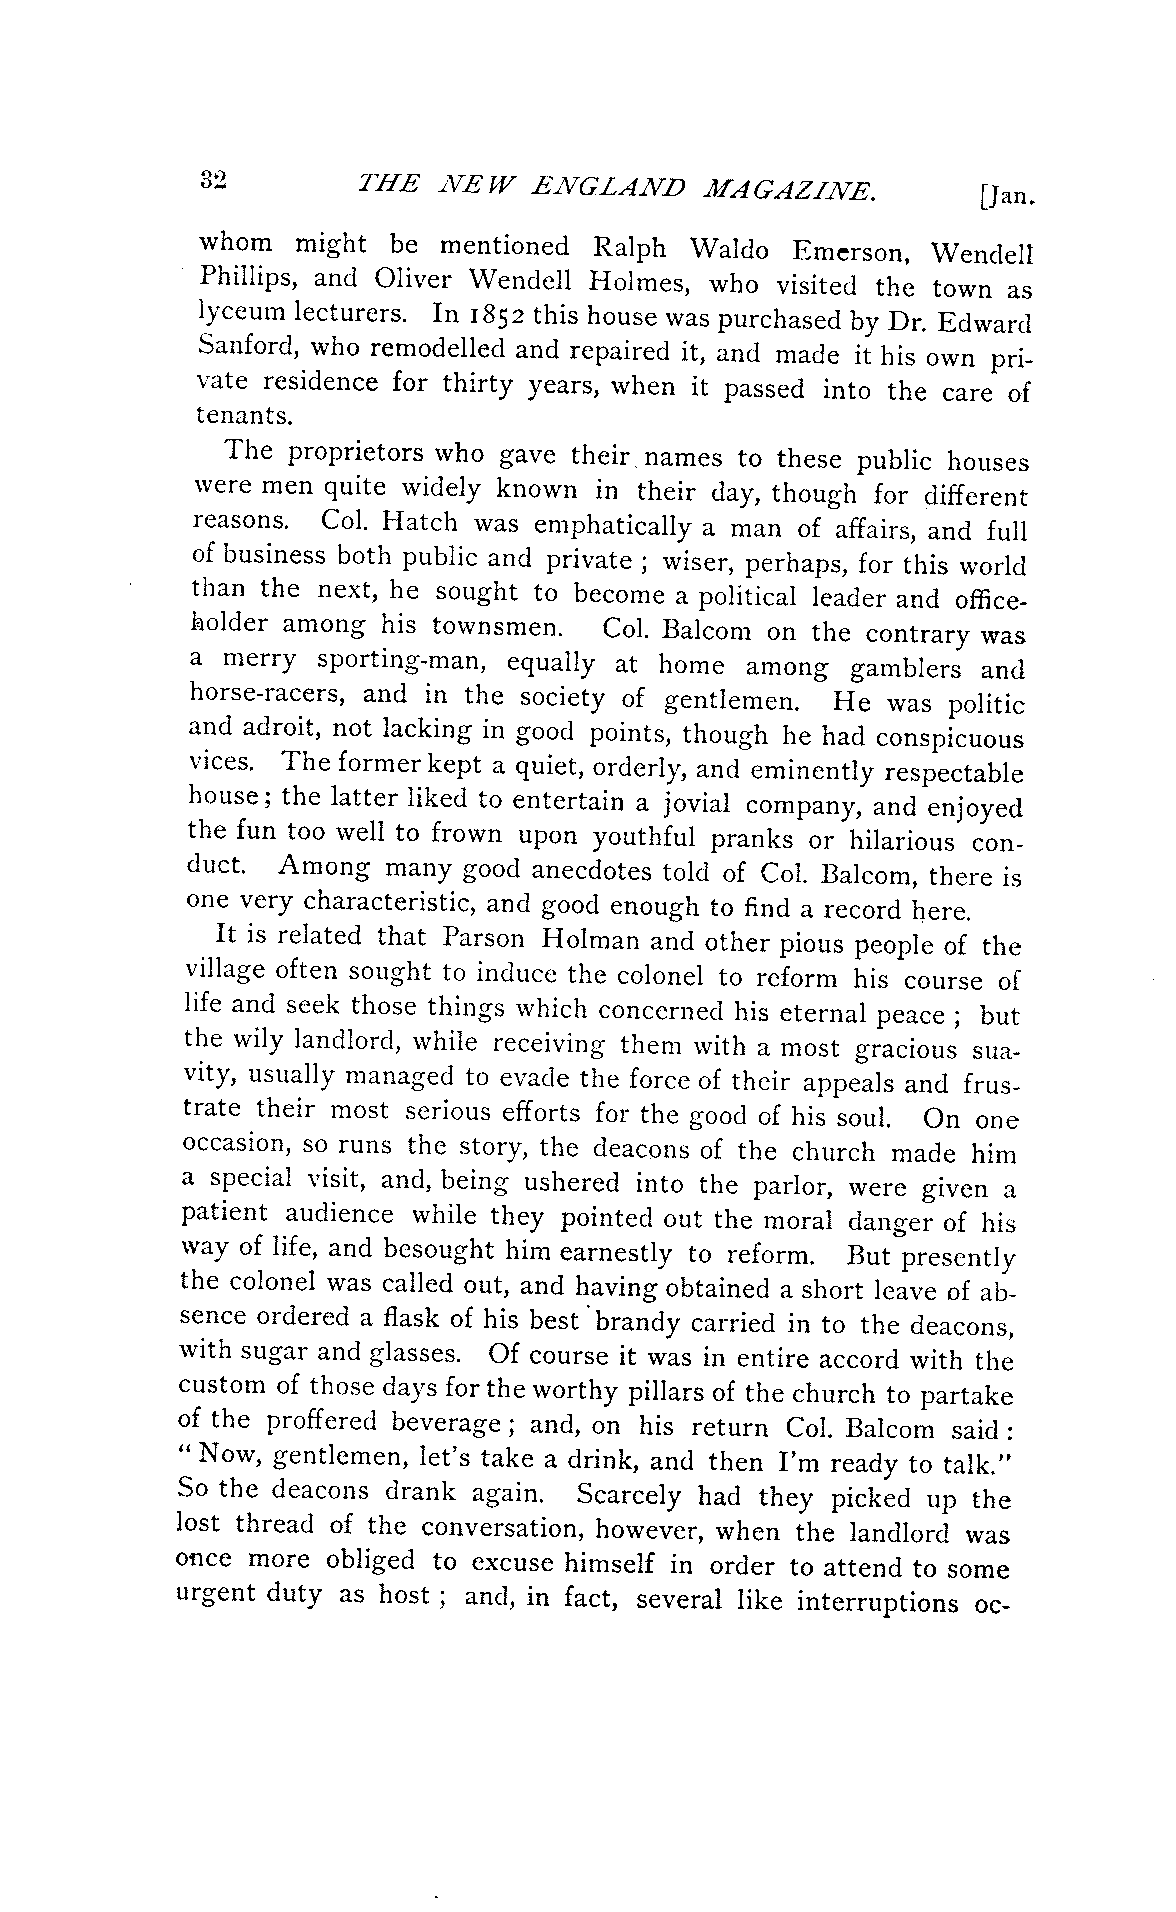 32 THE NEW ENGLAND MAGAZINE. [Jan.
whom might be mentioned Ralph Waldo Emerson, Wendell
Phillips, and Oliver Wendell Holmes, who visited the town as
lyceum lecturers. In 1852 this house was purchased by Dr. Edward
Sanford, who remodelled and repaired it, and made it his own pri-
vate residence for thirty years, when it passed into the care of
tenants.
The proprietors who gave their names to these public houses
were men quite widely known in their day, though for different
reasons. Col. Hatch was emphatically a man of affairs, and full
of business both public and private ; wiser, perhaps, for this world
than the next, he sought to become a political leader and office-
holder among his townsmen. Col. Balcom on the contrary was
a merry sporting-man, equally at home among gamblers and
horse-racers, and in the society of gentlemen. He was politic
and adroit, not lacking in good points, though he had conspicuous
vices. The former kept a quiet, orderly, and eminently respectable
house ; the latter liked to entertain a jovial company, and enjoyed
the fun too well to frown upon youthful pranks or hilarious con-
duct. Among many good anecdotes told of Col. Balcom, there is
one very characteristic, and good enough to find a record here.
It is related that Parson Holman and other pious people of the
village often sought to induce the colonel to reform his course of
life and seek those things which concerned his eternal peace ; but
the wily landlord, while receiving them with a most gracious sua-
vity, usually managed to evade the force of their appeals and frus-
trate their most serious efforts for the good of his soul. On one
occasion, so runs the story, the deacons of the church made him
a special visit, and, being ushered into the parlor, were given a
patient audience while they pointed out the moral danger of his
way of life, and besought him earnestly to reform. But presently
the colonel was called out, and having obtained a short leave of ab-
sence ordered a flask of his best brandy carried in to the deacons,
with sugar and glasses. Of course it was in entire accord with the
custom of those days for the worthy pillars of the church to partake
of the proffered beverage ; and, on his return Col. Balcom said :
" Now, gentlemen, let's take a drink, and then I'm ready to talk."
So the deacons drank again. Scarcely had they picked up the
lost thread of the conversation, however, when the landlord was
once more obliged to excuse himself in order to attend to some
urgent duty as host ; and, in fact, several like interruptions oc-